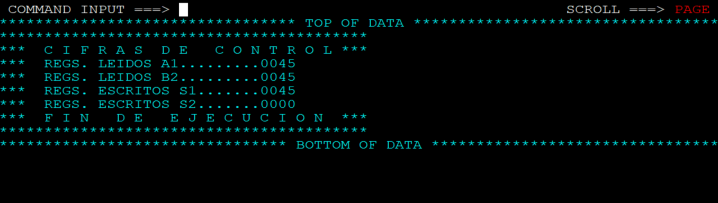 COMMAND INPUT ===> SCROLL ===> PAGE
******************************** TOP OF DATA **********************************
*****************************************
*** C I F R A S  D E  C O N T R O L ***
*** REGS. LEIDOS A1.........0045
*** REGS. LEIDOS B2.........0045
*** REGS. ESCRITOS S1.......0045
*** REGS. ESCRITOS S2.......0000
*** F I N  D E  E J E C U C I O N ***
*****************************************
******************************** BOTTOM OF DATA ********************************